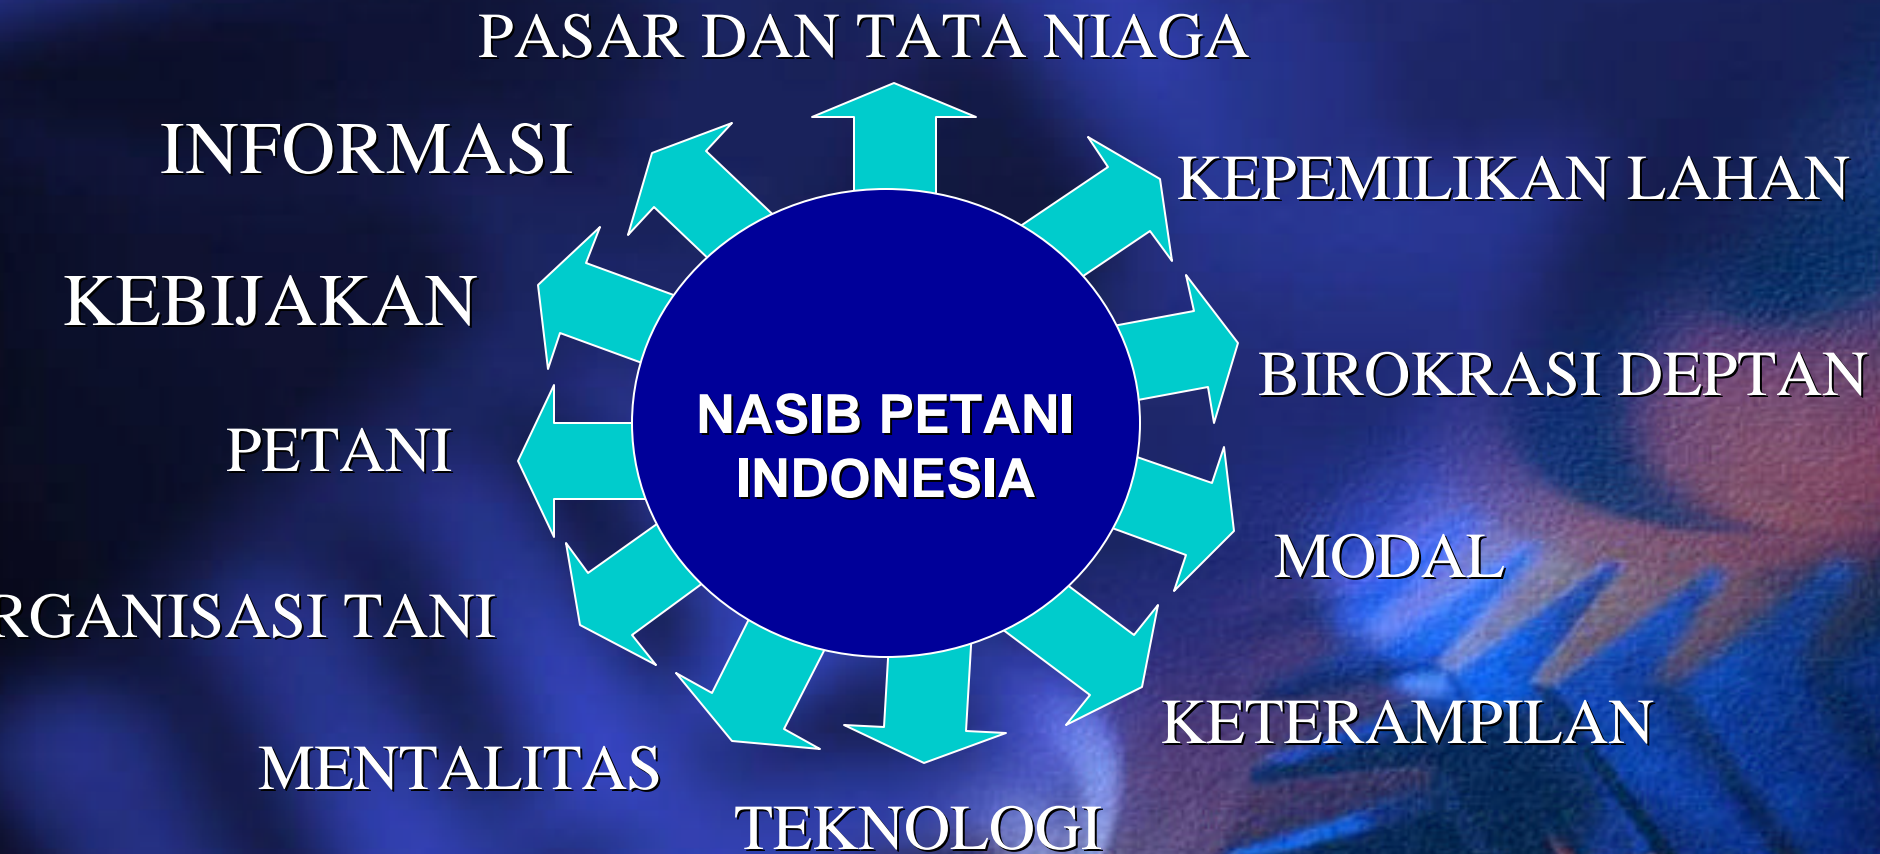 PASAR DAN TATA NIAGA
INFORMASI
KEPEMILIKAN LAHAN
KEBIJAKAN
BIROKRASI DEPTAN
NASIB PETANI
INDONESIA
PETANI
MODAL
RGANISASI TANI
KETERAMPILAN
MENTALITAS
TEKNOLOGI